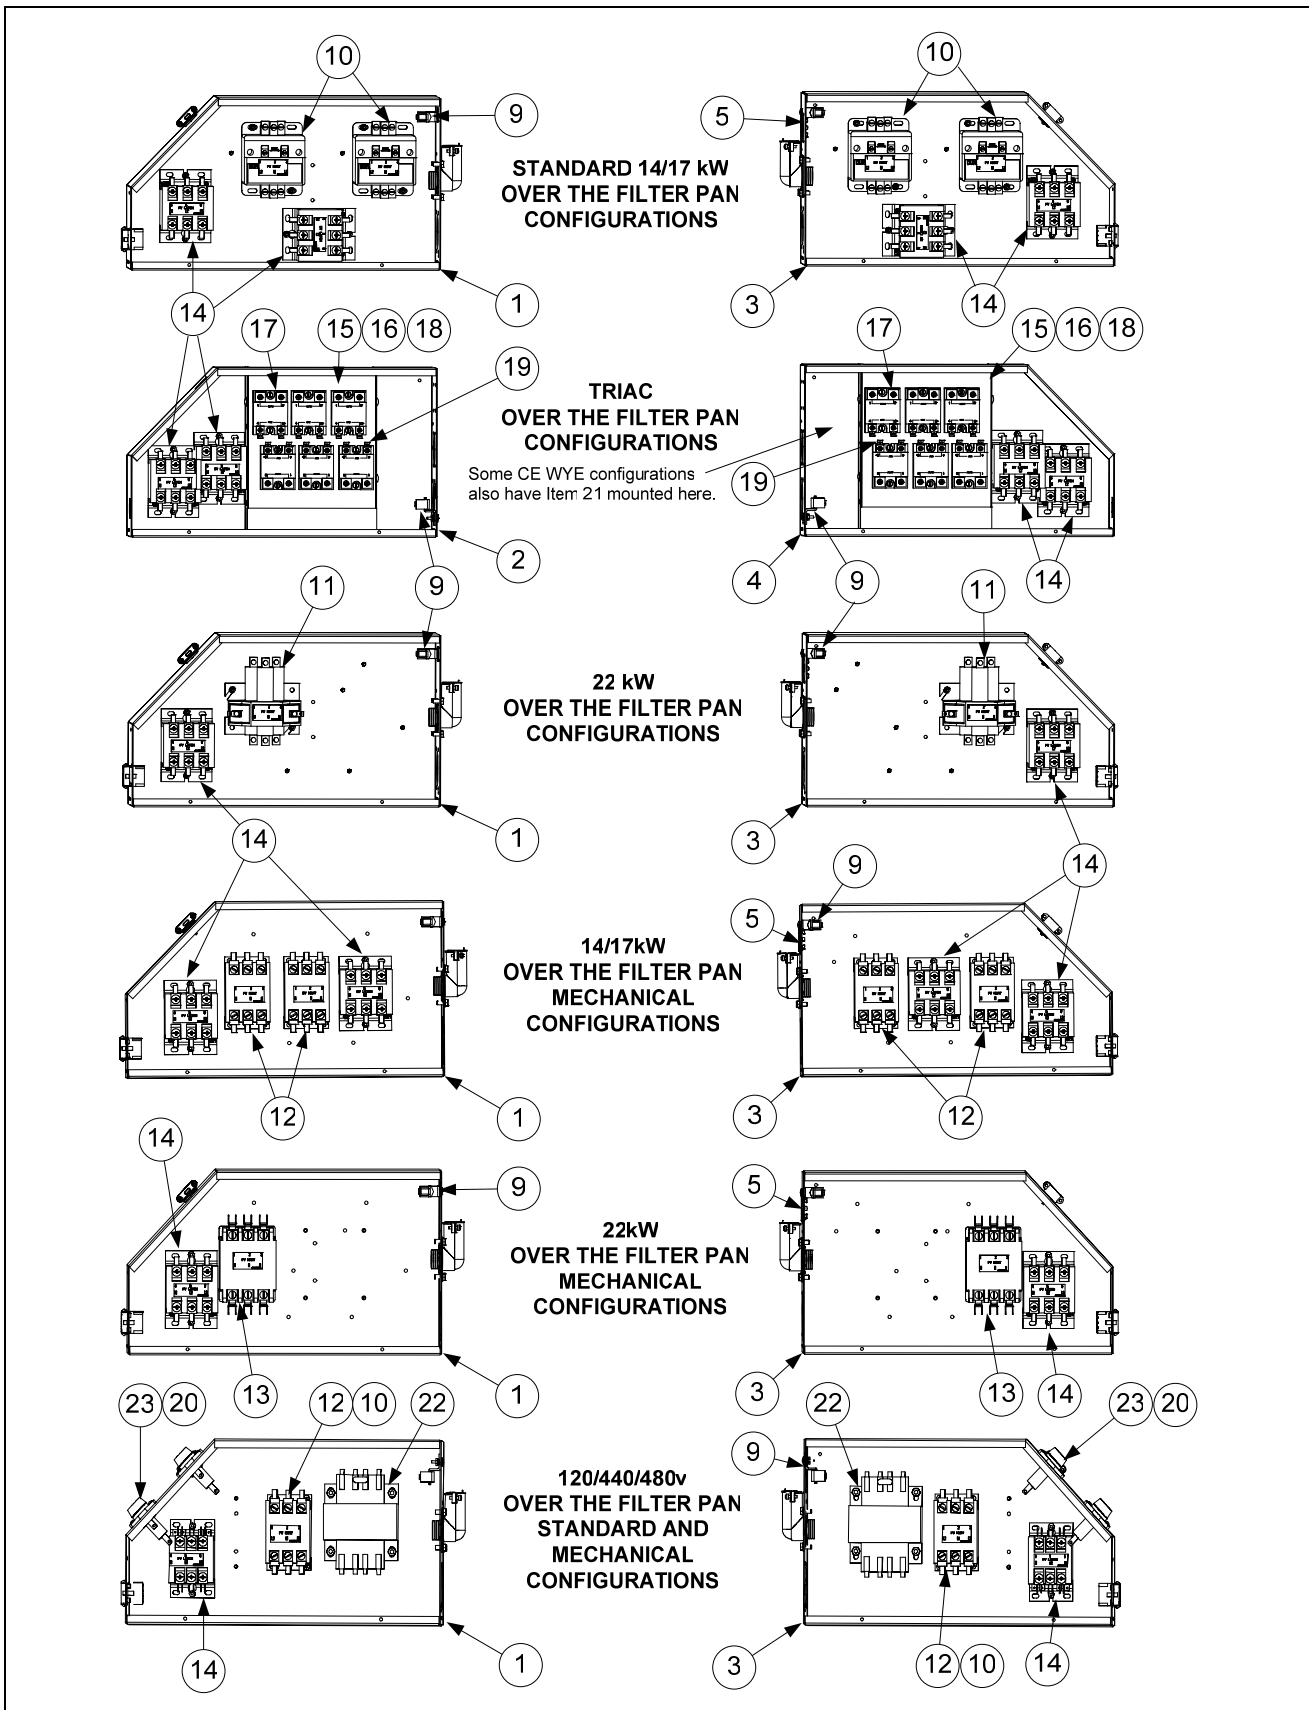 10
10
9
5
STANDARD 14/17 kW
OVER THE FILTER PAN
CONFIGURATIONS
14
1
3
14
17
15 16 18
17
15 16 18
19
TRIAC
OVER THE FILTER PAN
CONFIGURATIONS
Some CE WYE configurations
also have Item 21 mounted here.
19
2
4
9
9
14
11
11
22 kW
OVER THE FILTER PAN
CONFIGURATIONS
14
1
3
14
9
5
14/17kW
OVER THE FILTER PAN
MECHANICAL
CONFIGURATIONS
12
1
3
12
14
9
5
22kW
OVER THE FILTER PAN
MECHANICAL
CONFIGURATIONS
13
1
3
13
14
23 20
12 10
22
22
23 20
9
120/440/480v
OVER THE FILTER PAN
STANDARD AND
MECHANICAL
CONFIGURATIONS
14
1
3
12 10
14